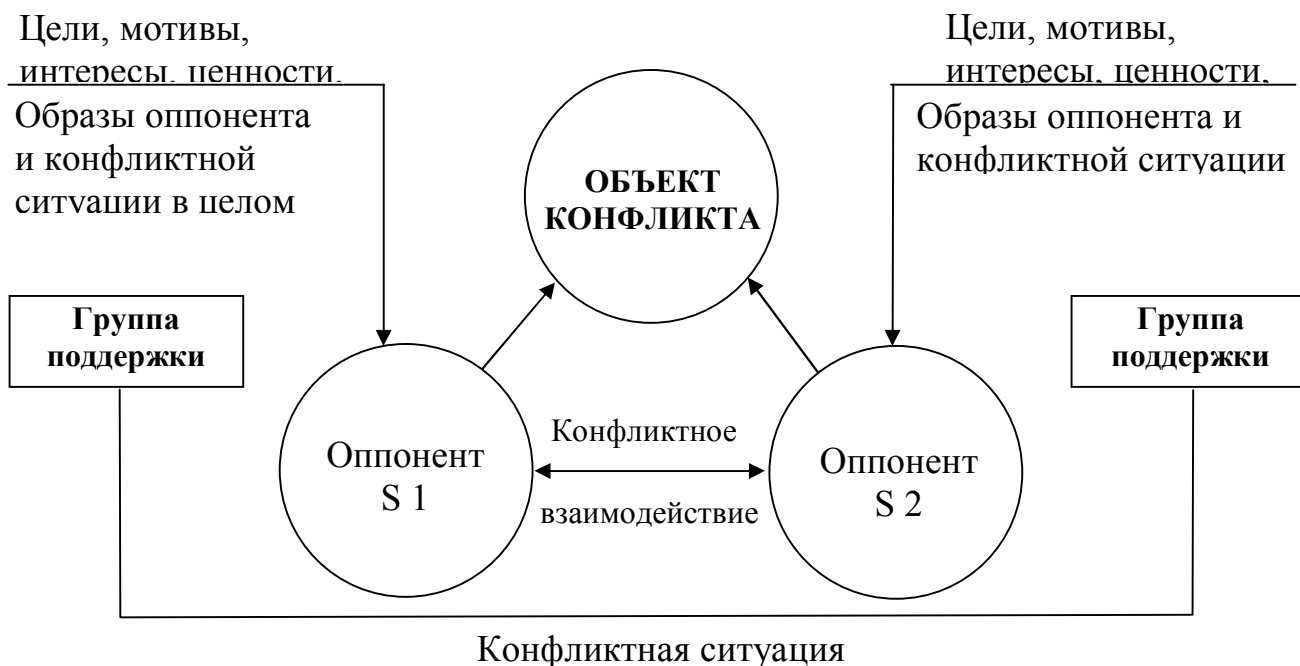 Цели, мотивы,
интересы, ценности,
Образы оппонента
и конфликтной
ситуации в целом
Цели, мотивы,
интересы, ценности,
Образы оппонента и
конфликтной ситуации
ОБЪЕКТ
КОНФЛИКТА
Группа
поддержки
Группа
поддержки
Оппонент
S 1
Конфликтное
взаимодействие
Оппонент
S 2
Конфликтная ситуация